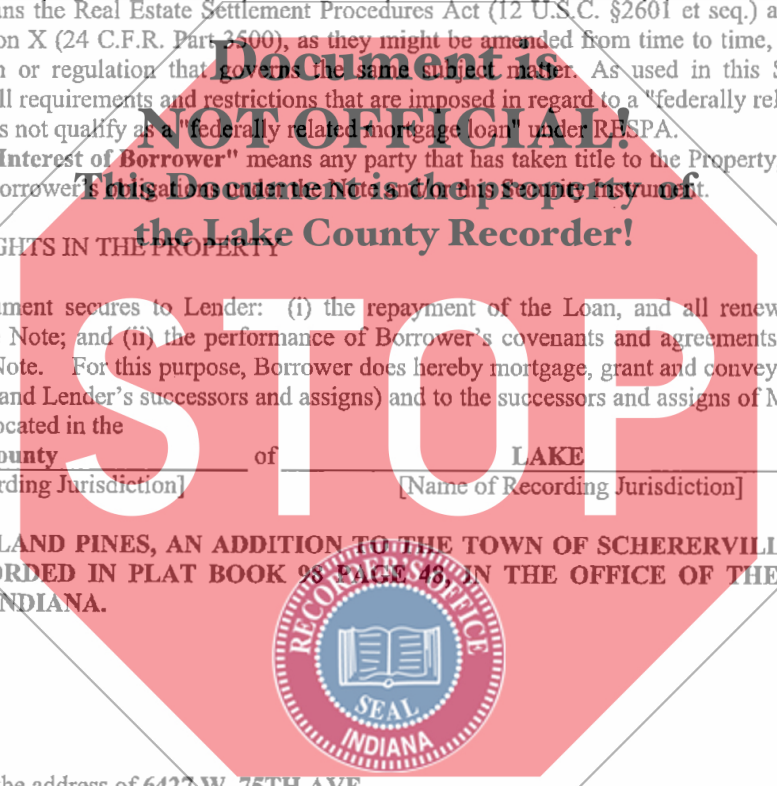 ns the Real Estate Settlement Procedures Act (12 U.S.C. §2601 et seq.) a
on X (24 C.F.R. Part 3500), as they might be amended from time to time,
Document is
n or regulation that governs the same subject matter. As used in this S
ll requirements and restrictions that are imposed in regard to a "federally rel
NOT OFFICIAL!
s not qualify as a "federally related mortgage loan" under RESPA.
Interest of Borrower" means any party that has taken title to the Property
orrower's obligations under the Note and/or this Security Instrument.
This Document is the property of
the Lake County Recorder!
GHTS IN THE PROPERTY
ument secures to Lender: (i) the repayment of the Loan, and all renew
Note; and (ii) the performance of Borrower's covenants and agreements
Note. For this purpose, Borrower does hereby mortgage, grant and convey
and Lender's successors and assigns) and to the successors and assigns of M
ocated in the
STOP
ounty of LAKE
rding Jurisdiction] [Name of Recording Jurisdiction]
LAND PINES, AN ADDITION TO THE TOWN OF SCHERERVILL
ORDED IN PLAT BOOK 98 PAGE 48, IN THE OFFICE OF THE
INDIANA.
RECORDER'S OFFICE
SEAL
INDIANA
the address of 6427 W. 75TH AVE